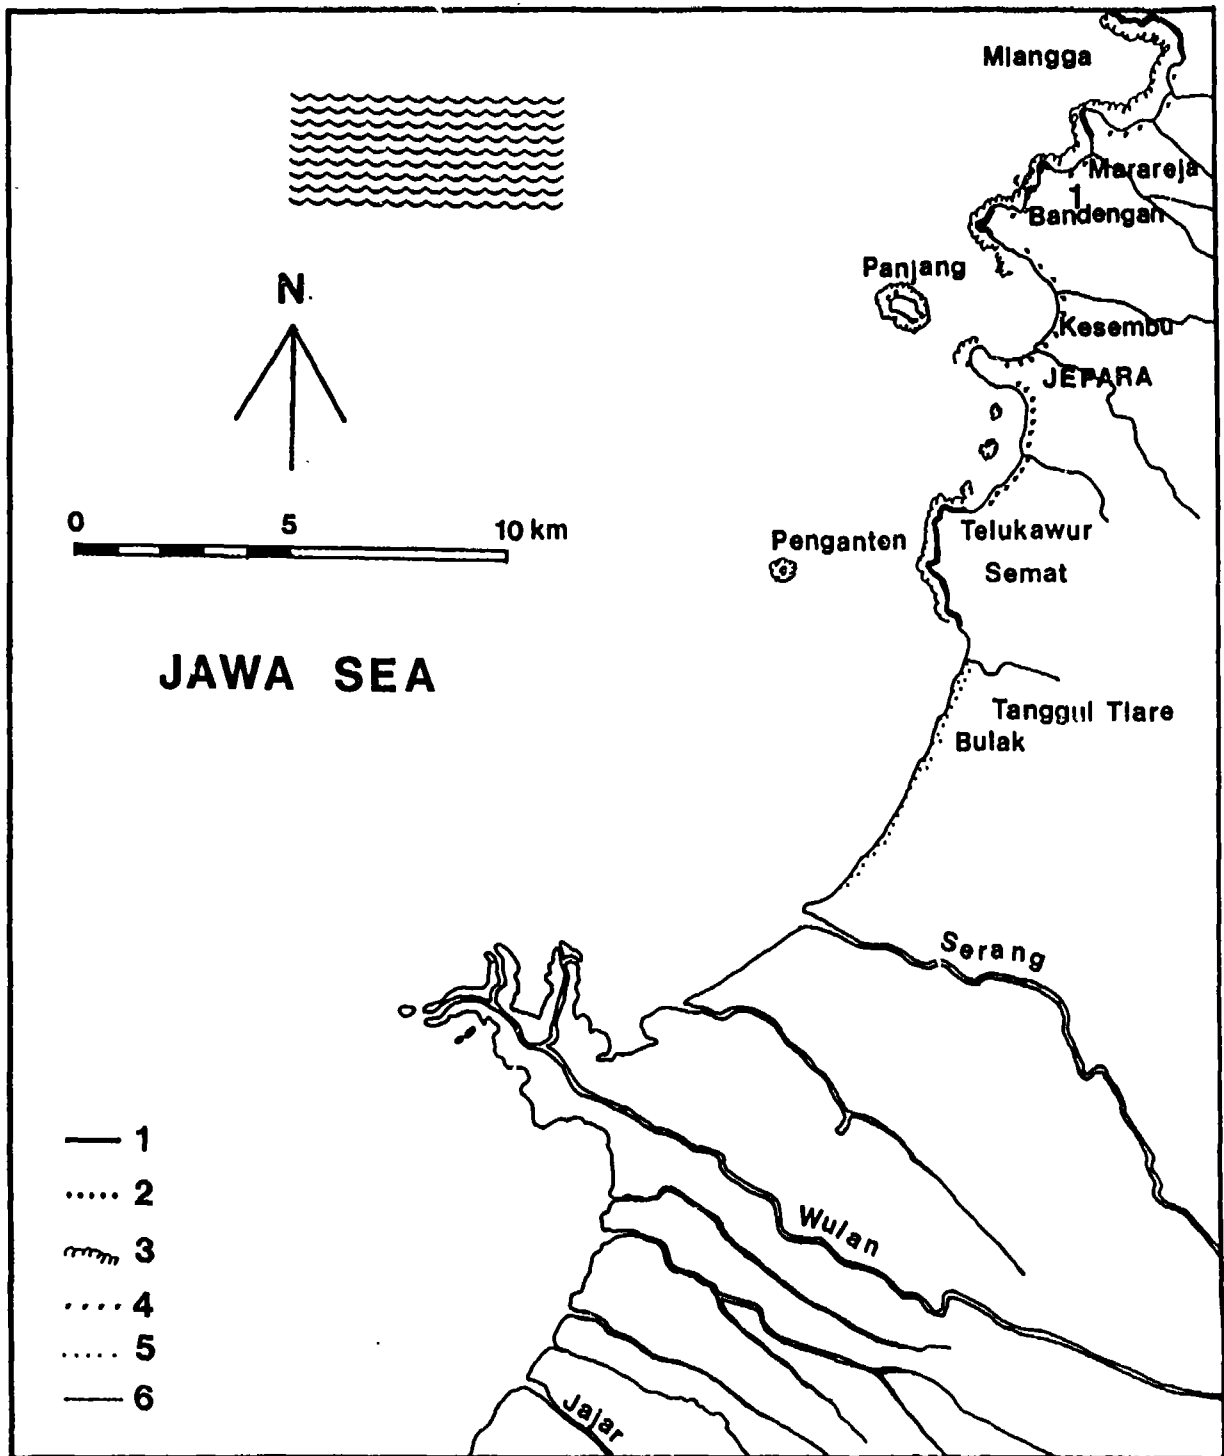 Mlangga
Marareja
1
Bandengan
Panjang
N
Kesembu
JEPARA
0 5 10 km
Telukawur
Penganten
Semat
JAWA SEA
Tanggul Tlare
Bulak
Serang
1
2
3
4
5
6
Wulan
Jajar